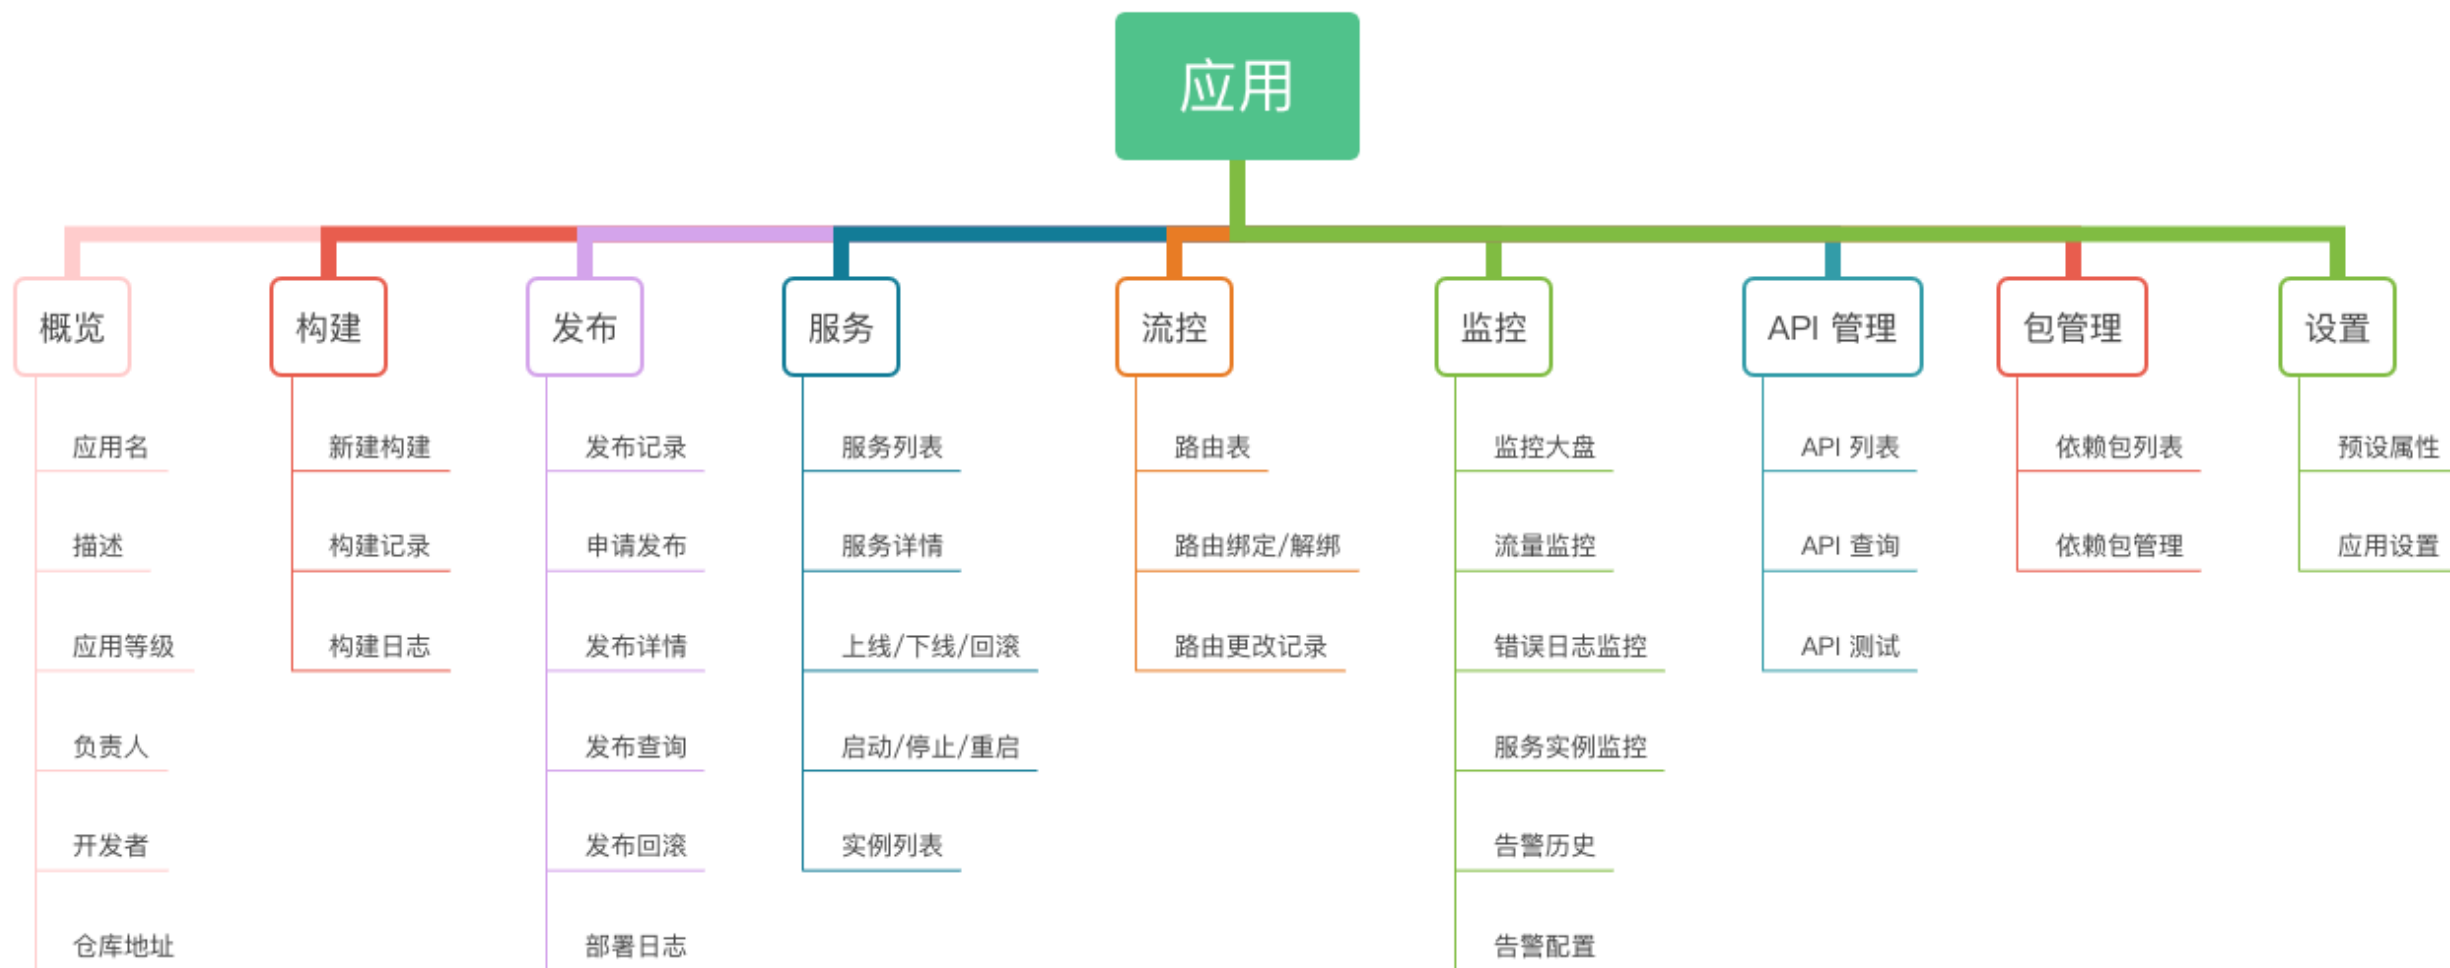 应用
概览
构建
发布
服务
流控
监控
API 管理
包管理
设置
应用名
描述
应用等级
负责人
开发者
仓库地址
新建构建
构建记录
构建日志
发布记录
申请发布
发布详情
发布查询
发布回滚
部署日志
服务列表
服务详情
上线/下线/回滚
启动/停止/重启
实例列表
路由表
路由绑定/解绑
路由更改记录
监控大盘
流量监控
错误日志监控
服务实例监控
告警历史
告警配置
API 列表
API 查询
API 测试
依赖包列表
依赖包管理
预设属性
应用设置